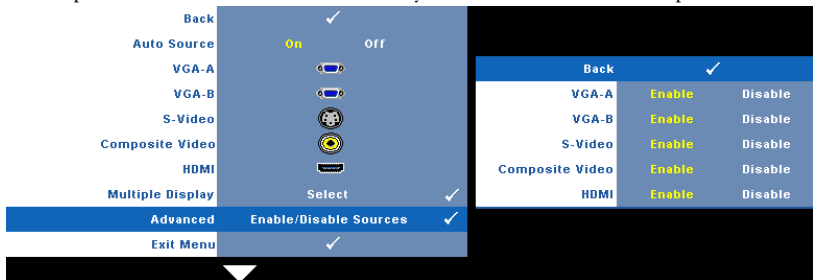 Back
Auto Source On Off
VGA-A
VGA-B
S-Video
Composite Video
HDMI
Multiple Display Select
Advanced Enable/Disable Sources
Exit Menu
Back
VGA-A Enable Disable
VGA-B Enable Disable
S-Video Enable Disable
Composite Video Enable Disable
HDMI Enable Disable